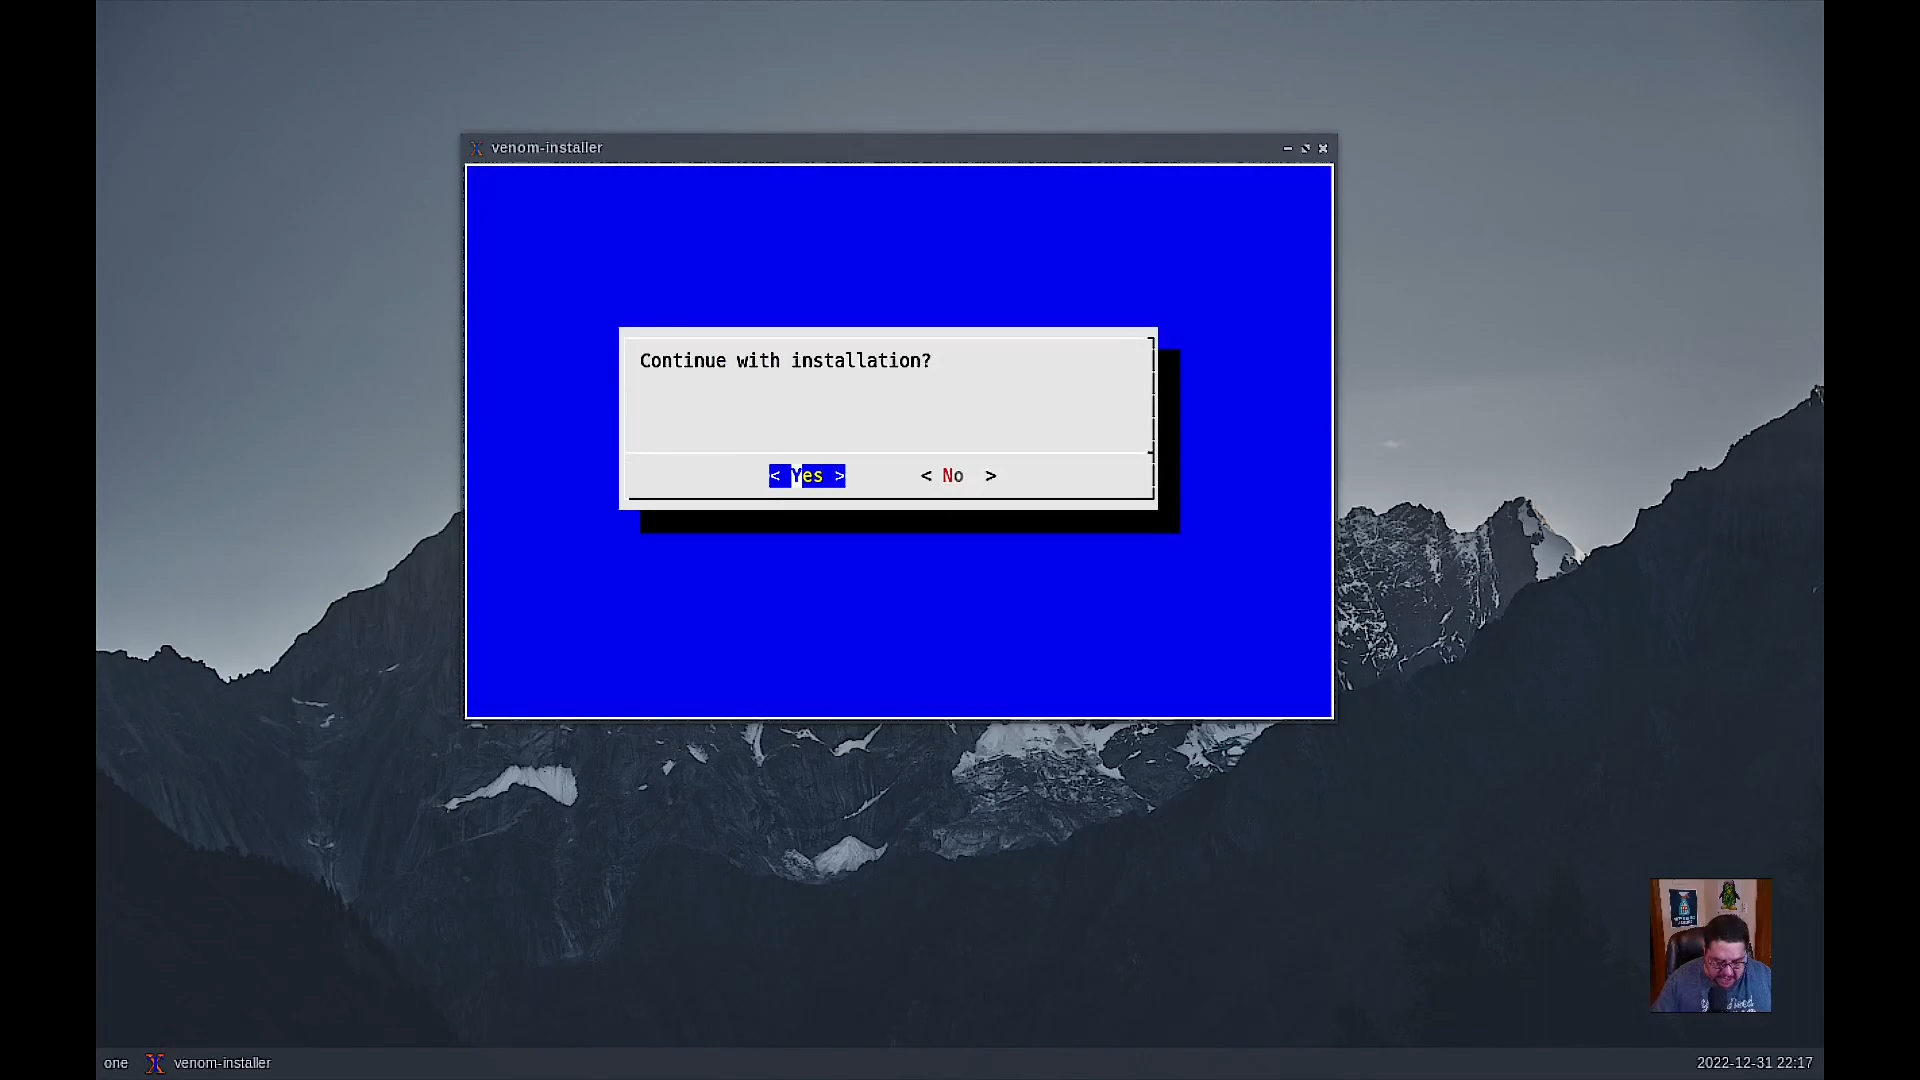 venom-installer
Continue with installation?
< Yes >
< No >
one
venom-installer
2022-12-31 22:17